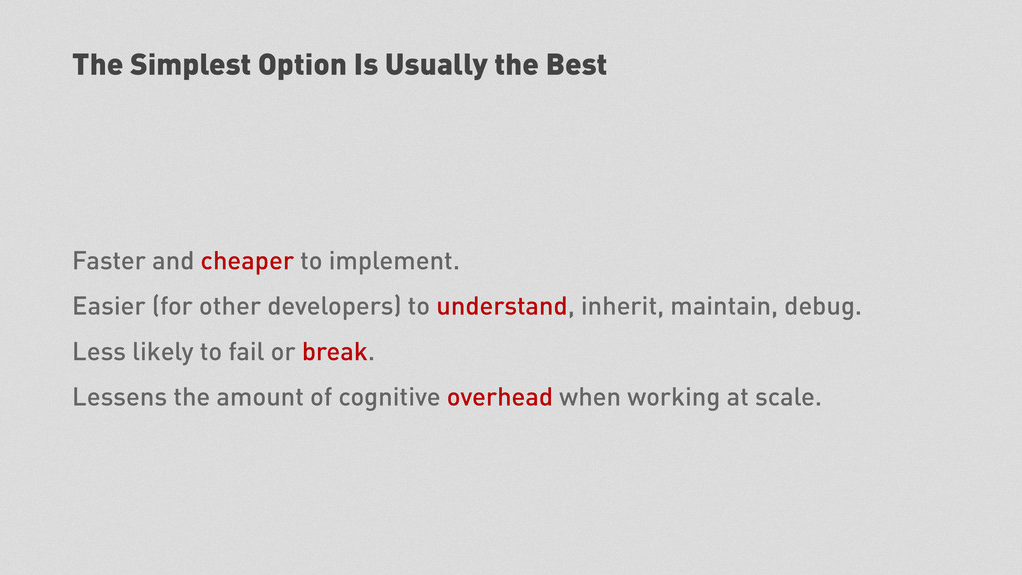 The Simplest Option Is Usually the Best
Faster and cheaper to implement.
Easier (for other developers) to understand, inherit, maintain, debug.
Less likely to fail or break.
Lessens the amount of cognitive overhead when working at scale.